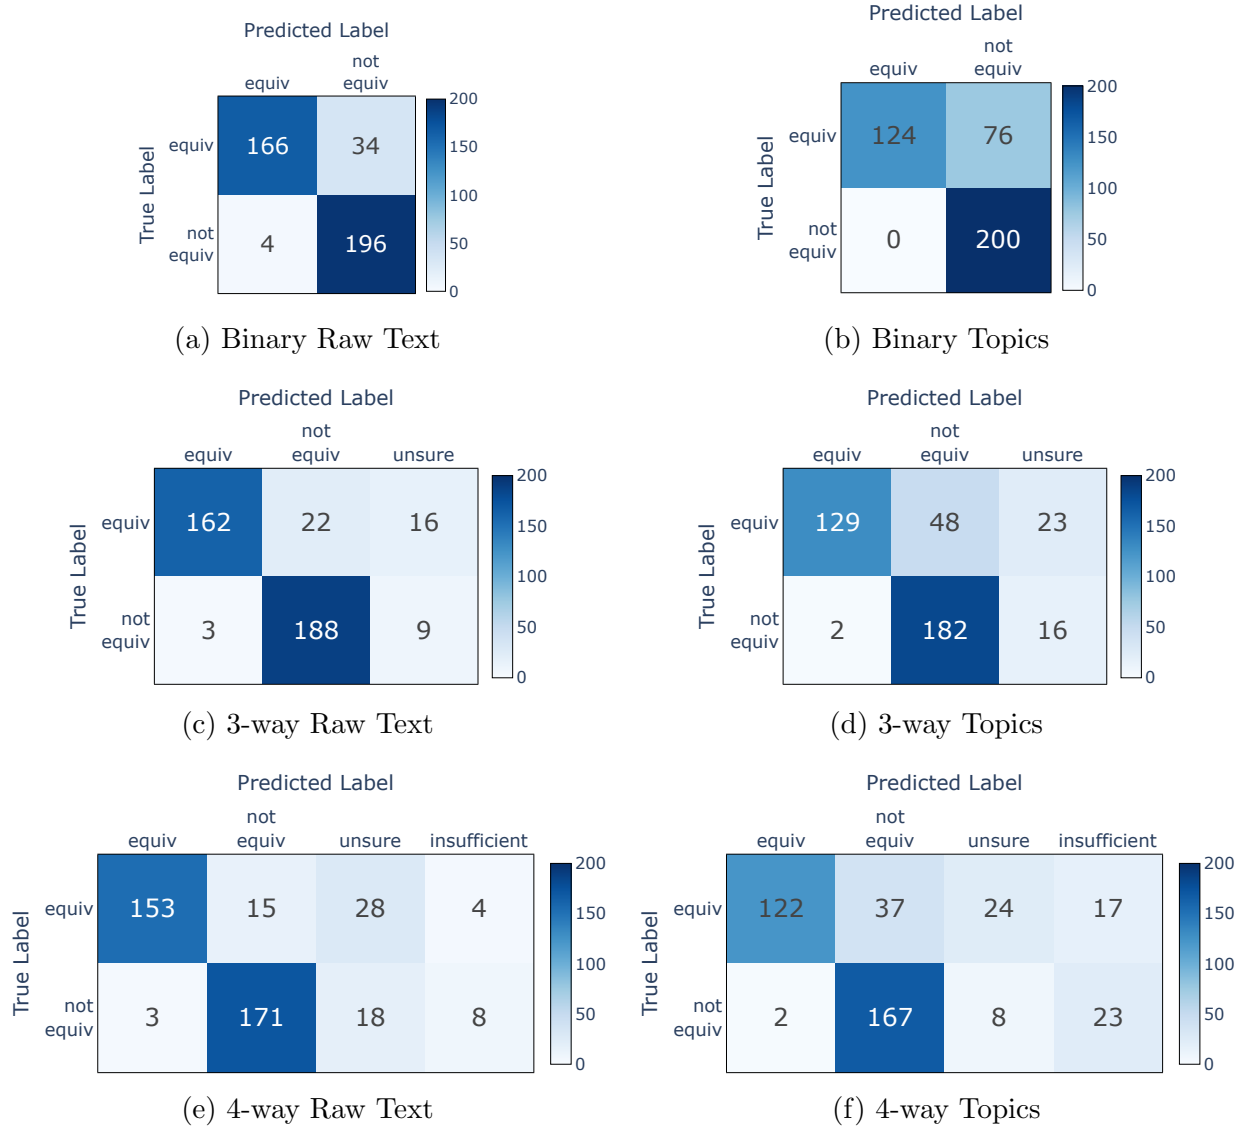 Predicted Label
not
equiv equiv
200
equiv 166 34
150
100
True Label
not
equiv 4 196
50
0
(a) Binary Raw Text
Predicted Label
not
equiv equiv
200
equiv 124 76
150
100
True Label
not
equiv 0 200
50
0
(b) Binary Topics
Predicted Label
not
equiv equiv unsure
200
equiv 162 22 16
150
100
True Label
not
equiv 3 188 9
50
0
(c) 3-way Raw Text
Predicted Label
not
equiv equiv unsure
200
equiv 129 48 23
150
100
True Label
not
equiv 2 182 16
50
0
(d) 3-way Topics
Predicted Label
not
equiv equiv unsure insufficient
200
equiv 153 15 28 4
150
100
True Label
not
equiv 3 171 18 8
50
0
(e) 4-way Raw Text
Predicted Label
not
equiv equiv unsure insufficient
200
equiv 122 37 24 17
150
100
True Label
not
equiv 2 167 8 23
50
0
(f) 4-way Topics